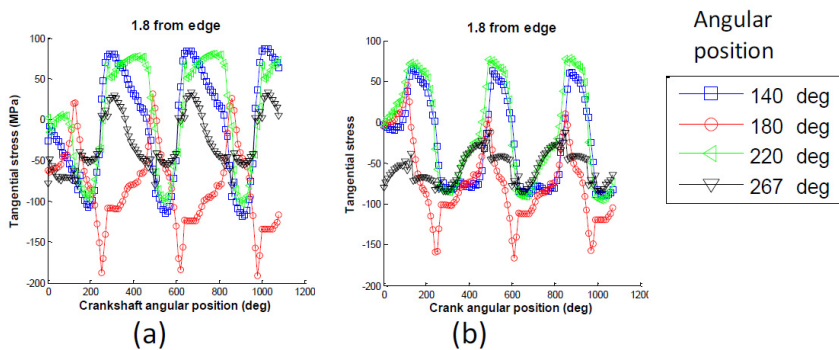 1.8 from edge
Tangential stress (MPa)
100
50
0
-50
-100
-150
-200
0 200 400 600 800 1000 1200
Crankshaft angular position (deg)
(a)
1.8 from edge
Tangential stress
100
50
0
-50
-100
-150
-200
0 200 400 600 800 1000 1200
Crank angular position (deg)
(b)
Angular
position
140 deg
180 deg
220 deg
267 deg